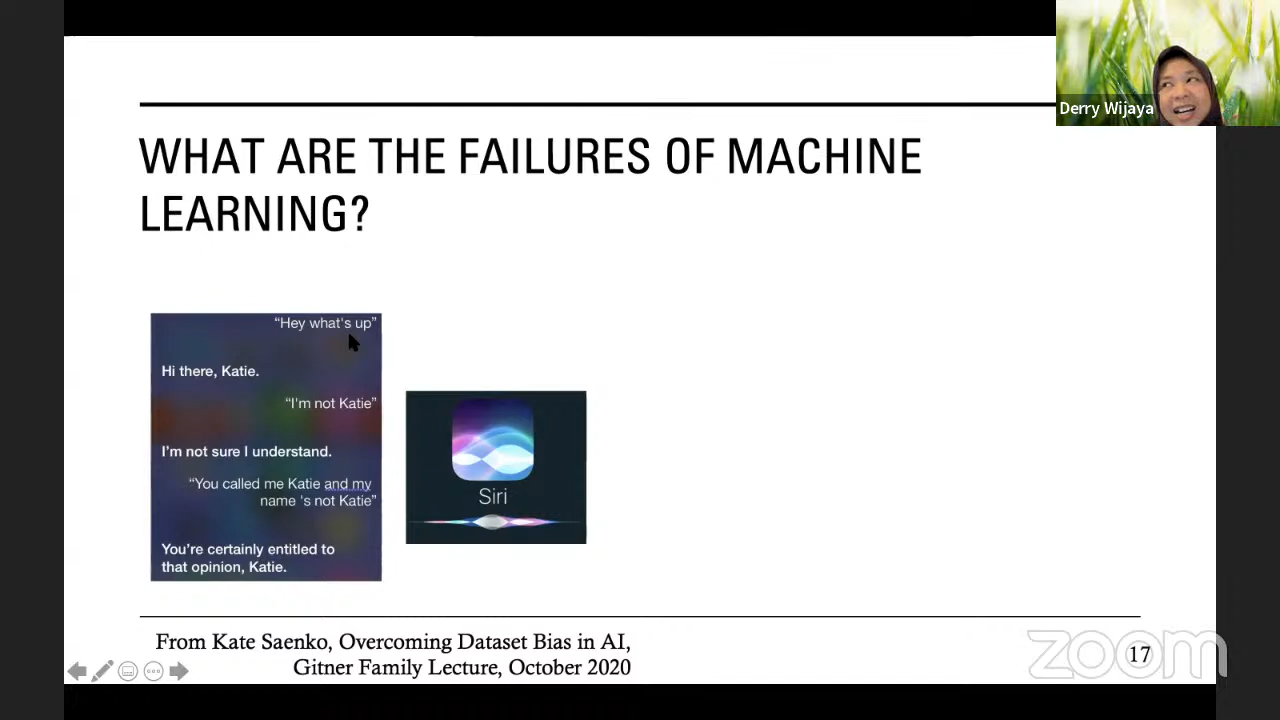 Derry Wijaya
WHAT ARE THE FAILURES OF MACHINE
LEARNING?
“Hey what's up”
Hi there, Katie.
“I'm not Katie”
I'm not sure I understand.
“You called me Katie and my
name 's not Katie”
You're certainly entitled to
that opinion, Katie.
Siri
From Kate Saenko, Overcoming Dataset Bias in AI,
Gitner Family Lecture, October 2020
17
zoom